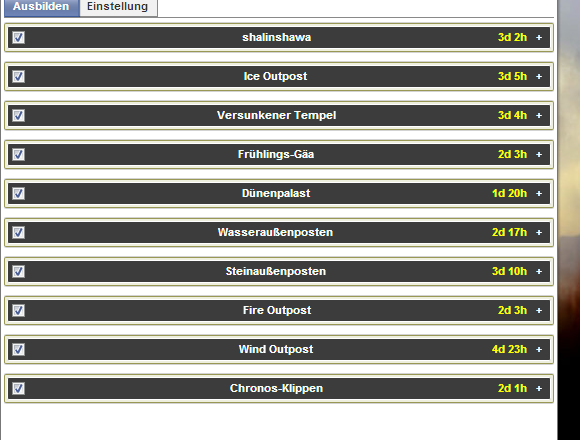 Ausbilden Einstellung
shalinshawa 3d 2h +
Ice Outpost 3d 5h +
Versunkener Tempel 3d 4h +
Frühlings-Gäa 2d 3h +
Dünenpalast 1d 20h +
Wasseraußenposten 2d 17h +
Steinaußenposten 3d 10h +
Fire Outpost 2d 3h +
Wind Outpost 4d 23h +
Chronos-Klippen 2d 1h +